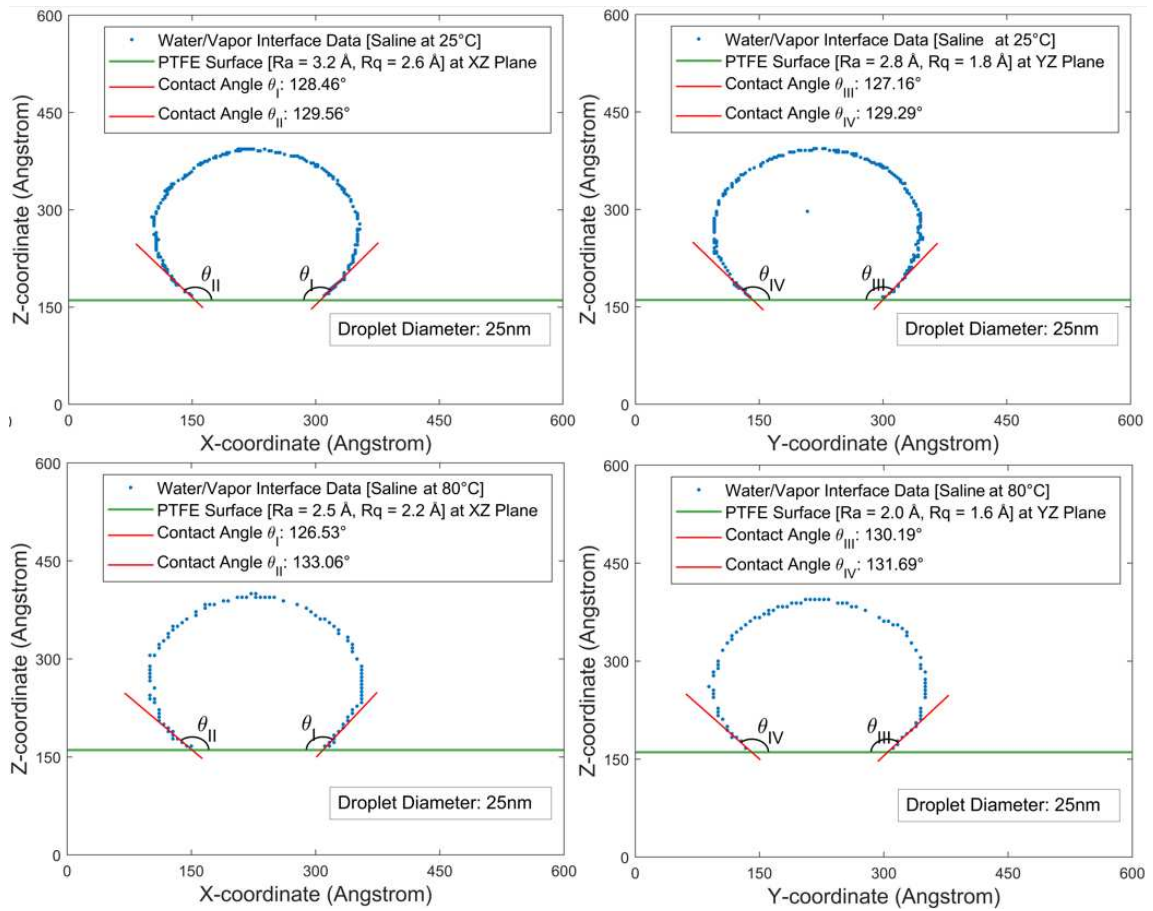 600
450
300
150
0
Z-coordinate (Angstrom)
Water/Vapor Interface Data [Saline at 25°C]
PTFE Surface [Ra = 3.2 Å, Rq = 2.6 Å] at XZ Plane
Contact Angle θI: 128.46°
Contact Angle θII: 129.56°
θII
θI
Droplet Diameter: 25nm
0 150 300 450 600
X-coordinate (Angstrom)
600
450
300
150
0
Z-coordinate (Angstrom)
Water/Vapor Interface Data [Saline at 25°C]
PTFE Surface [Ra = 2.8 Å, Rq = 1.8 Å] at YZ Plane
Contact Angle θIII: 127.16°
Contact Angle θIV: 129.29°
θIV
θIII
Droplet Diameter: 25nm
0 150 300 450 600
Y-coordinate (Angstrom)
600
450
300
150
0
Z-coordinate (Angstrom)
Water/Vapor Interface Data [Saline at 80°C]
PTFE Surface [Ra = 2.5 Å, Rq = 2.2 Å] at XZ Plane
Contact Angle θI: 126.53°
Contact Angle θII: 133.06°
θII
θI
Droplet Diameter: 25nm
0 150 300 450 600
X-coordinate (Angstrom)
600
450
300
150
0
Z-coordinate (Angstrom)
Water/Vapor Interface Data [Saline at 80°C]
PTFE Surface [Ra = 2.0 Å, Rq = 1.6 Å] at YZ Plane
Contact Angle θIII: 130.19°
Contact Angle θIV: 131.69°
θIV
θIII
Droplet Diameter: 25nm
0 150 300 450 600
Y-coordinate (Angstrom)